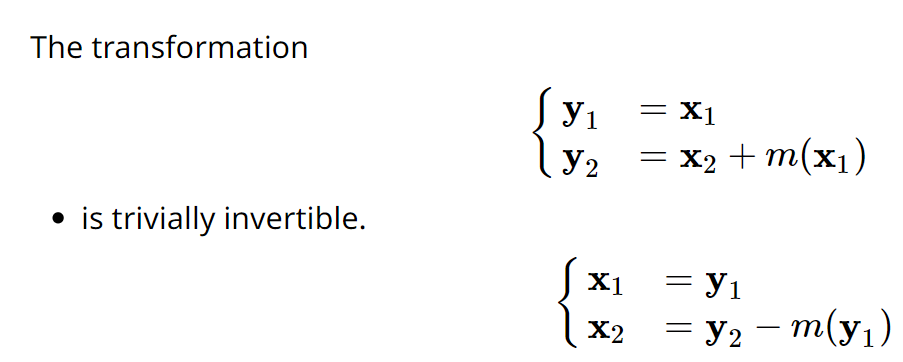 The transformation
{ 𝐲₁ = 𝐱₁
𝐲₂ = 𝐱₂ + m(𝐱₁)
• is trivially invertible.
{ 𝐱₁ = 𝐲₁
𝐱₂ = 𝐲₂ − m(𝐲₁)